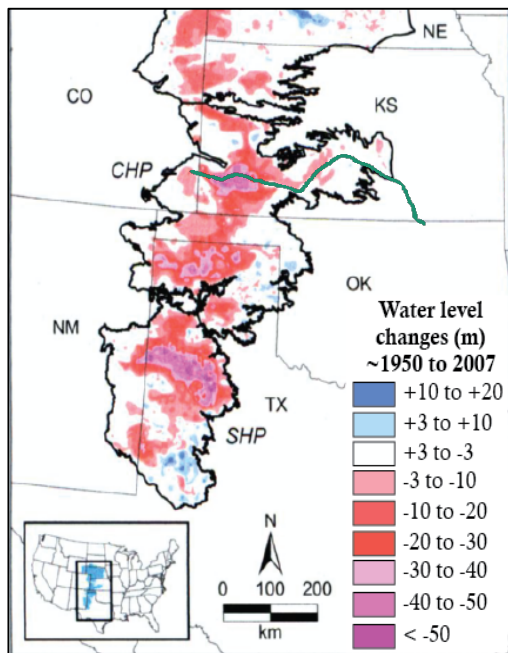 NE
CO
KS
CHP
OK
NM
TX
SHP
Water level
changes (m)
~1950 to 2007
+10 to +20
+3 to +10
+3 to -3
-3 to -10
-10 to -20
-20 to -30
-30 to -40
-40 to -50
< -50
N
0 100 200
km